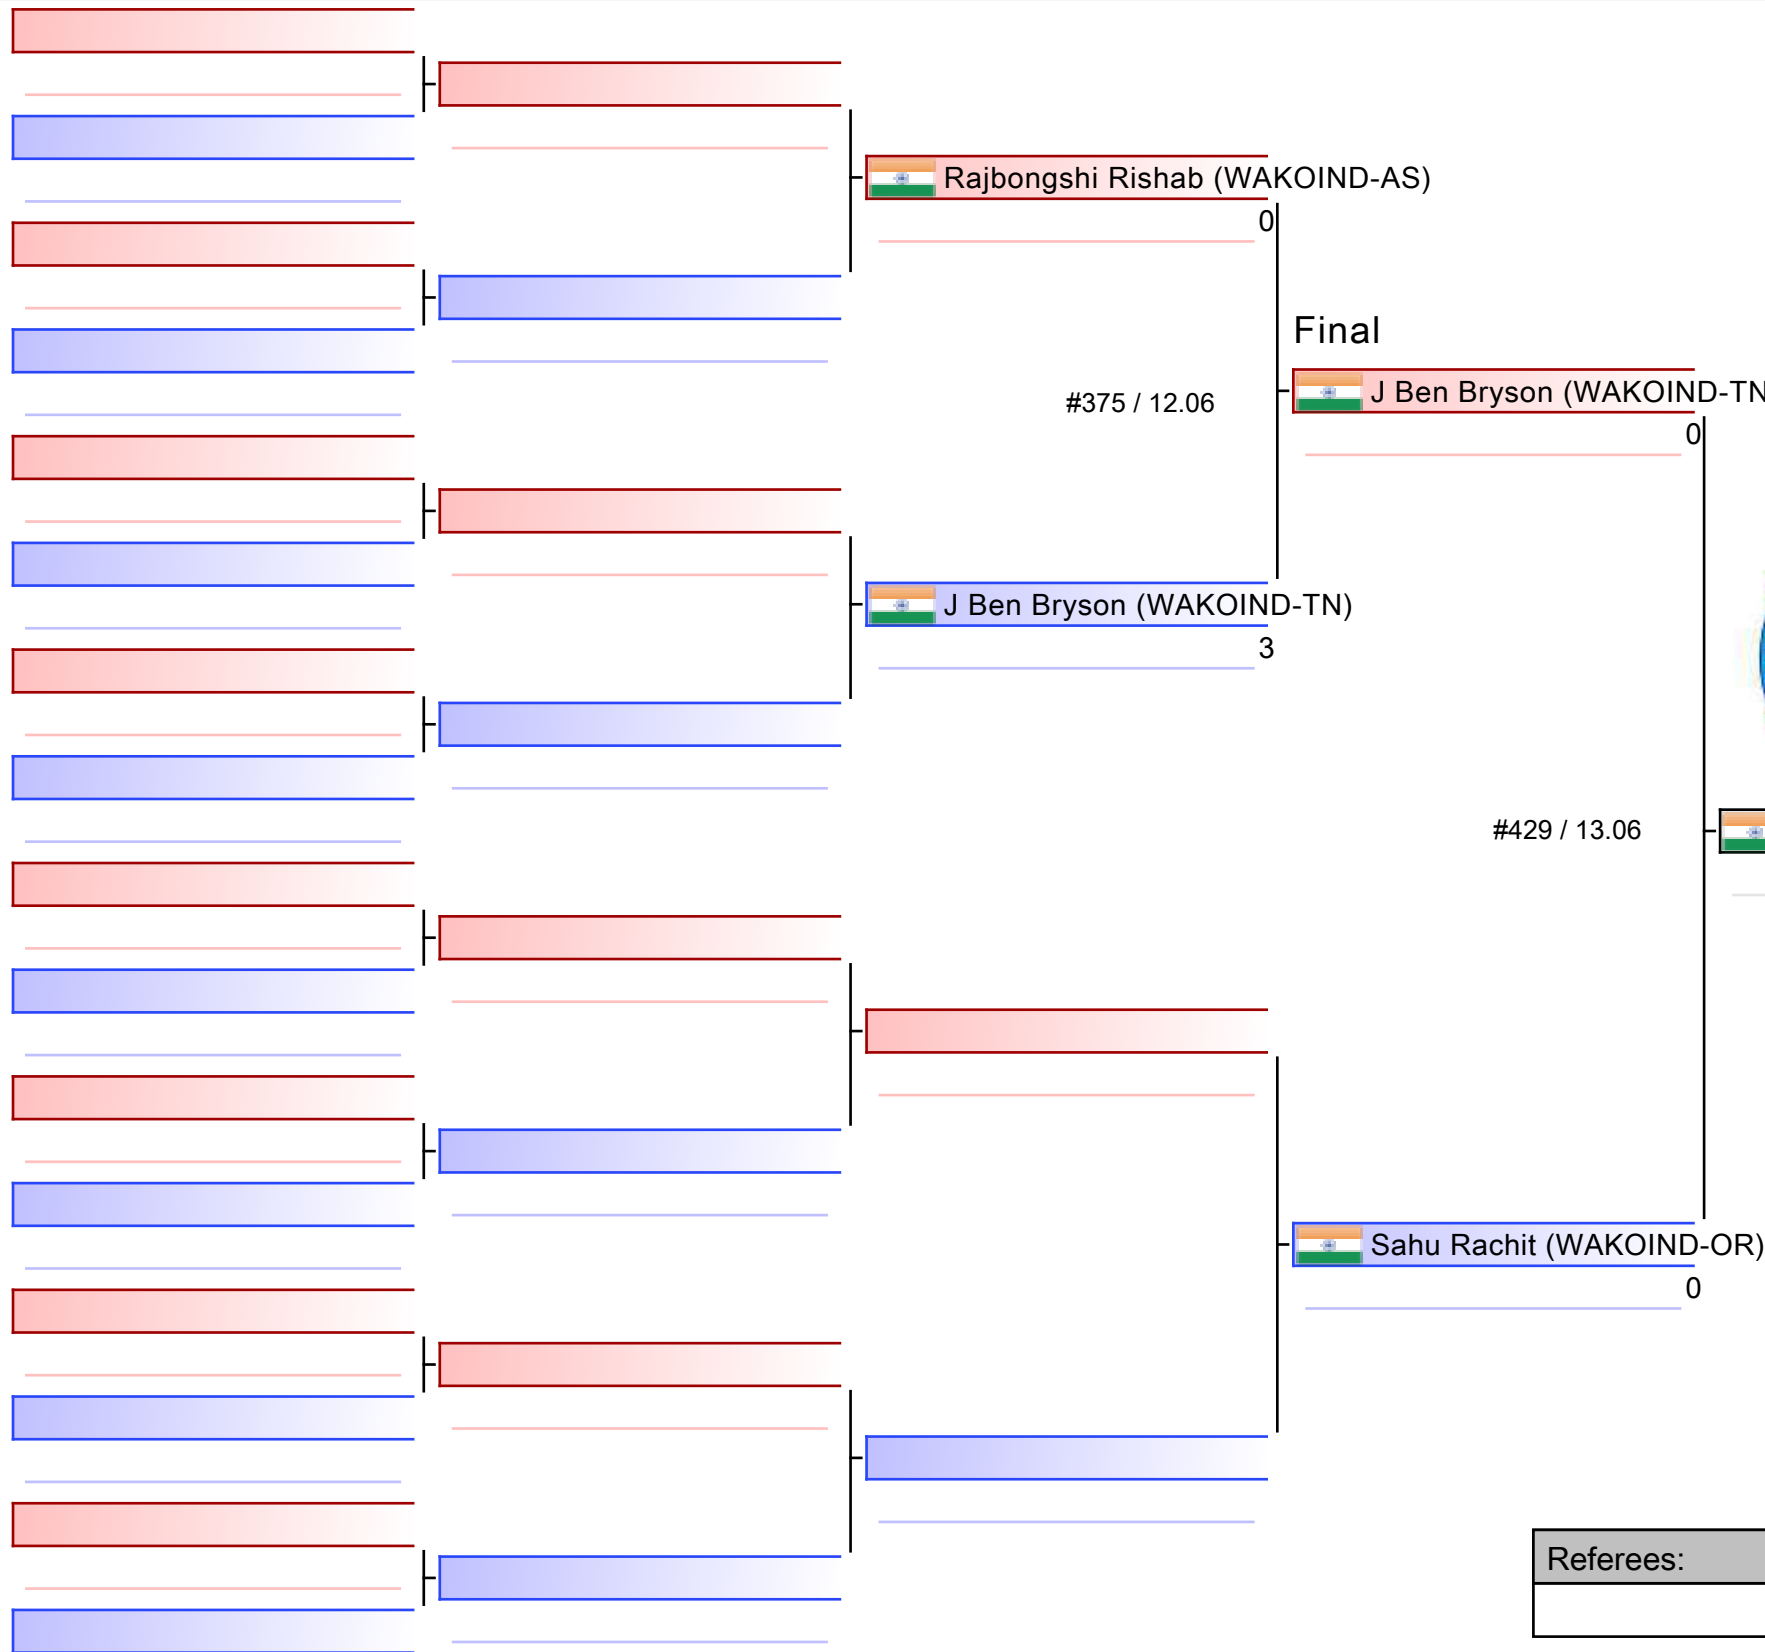 Rajbongshi Rishab (WAKOIND-AS)
0
Final
#375 / 12.06
J Ben Bryson (WAKOIND-TN
0
J Ben Bryson (WAKOIND-TN)
3
#429 / 13.06
Sahu Rachit (WAKOIND-OR)
0
Referees: